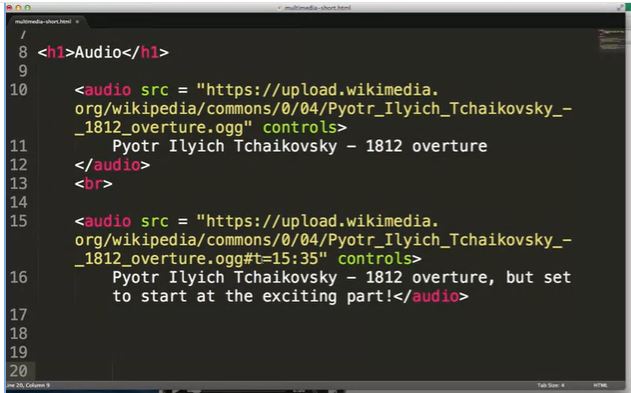 multimedia-short.html
multimedia-short.html ×
7
8 <h1>Audio</h1>
9
10 <audio src = "https://upload.wikimedia.
org/wikipedia/commons/0/04/Pyotr_Ilyich_Tchaikovsky_-
_1812_overture.ogg" controls>
11 Pyotr Ilyich Tchaikovsky – 1812 overture
12 </audio>
13 <br>
14
15 <audio src = "https://upload.wikimedia.
org/wikipedia/commons/0/04/Pyotr_Ilyich_Tchaikovsky_-
_1812_overture.ogg#t=15:35" controls>
16 Pyotr Ilyich Tchaikovsky – 1812 overture, but set
to start at the exciting part!</audio>
17
18
19
20
Line 20, Column 9 Tab Size: 4 HTML